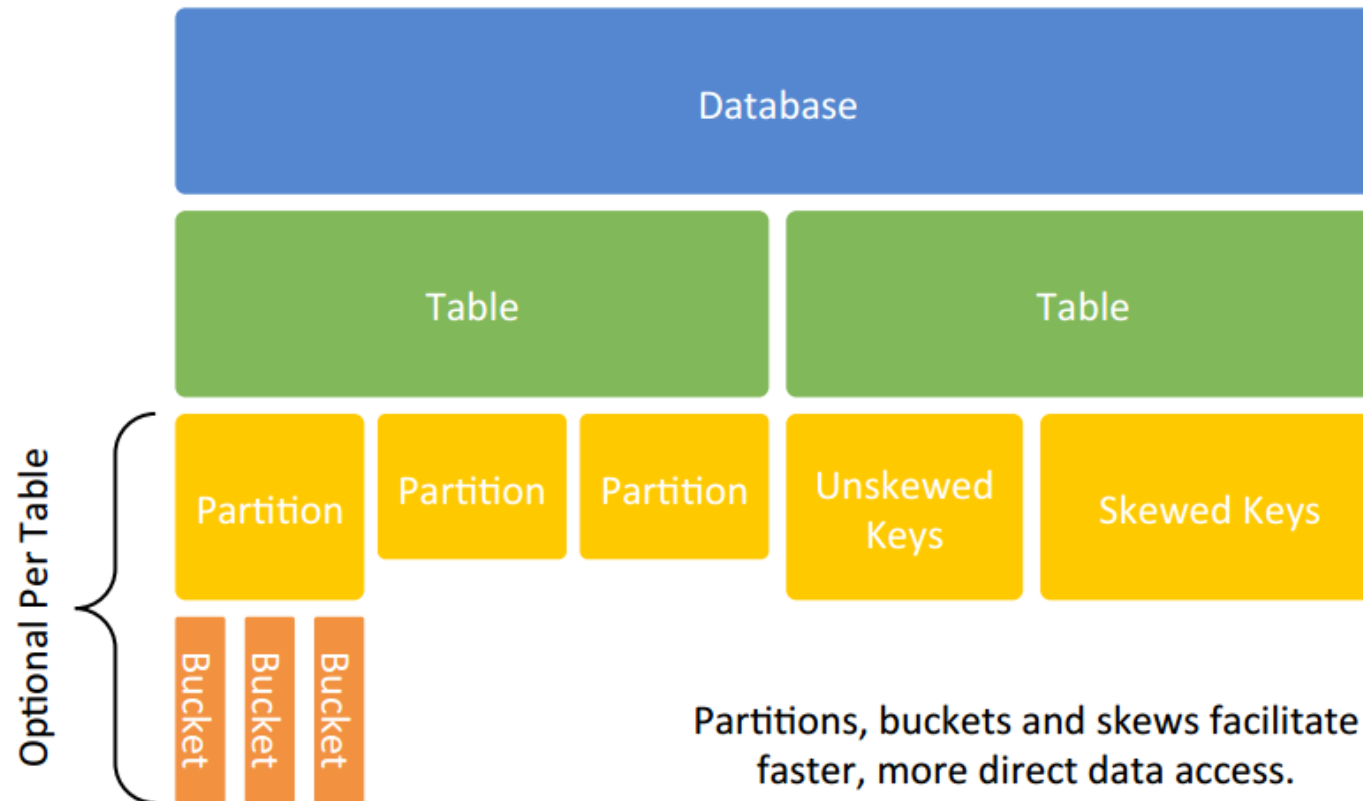 Database
Table
Table
Optional Per Table
Partition
Partition
Partition
Unskewed
Keys
Skewed Keys
Bucket
Bucket
Bucket
Partitions, buckets and skews facilitate
faster, more direct data access.